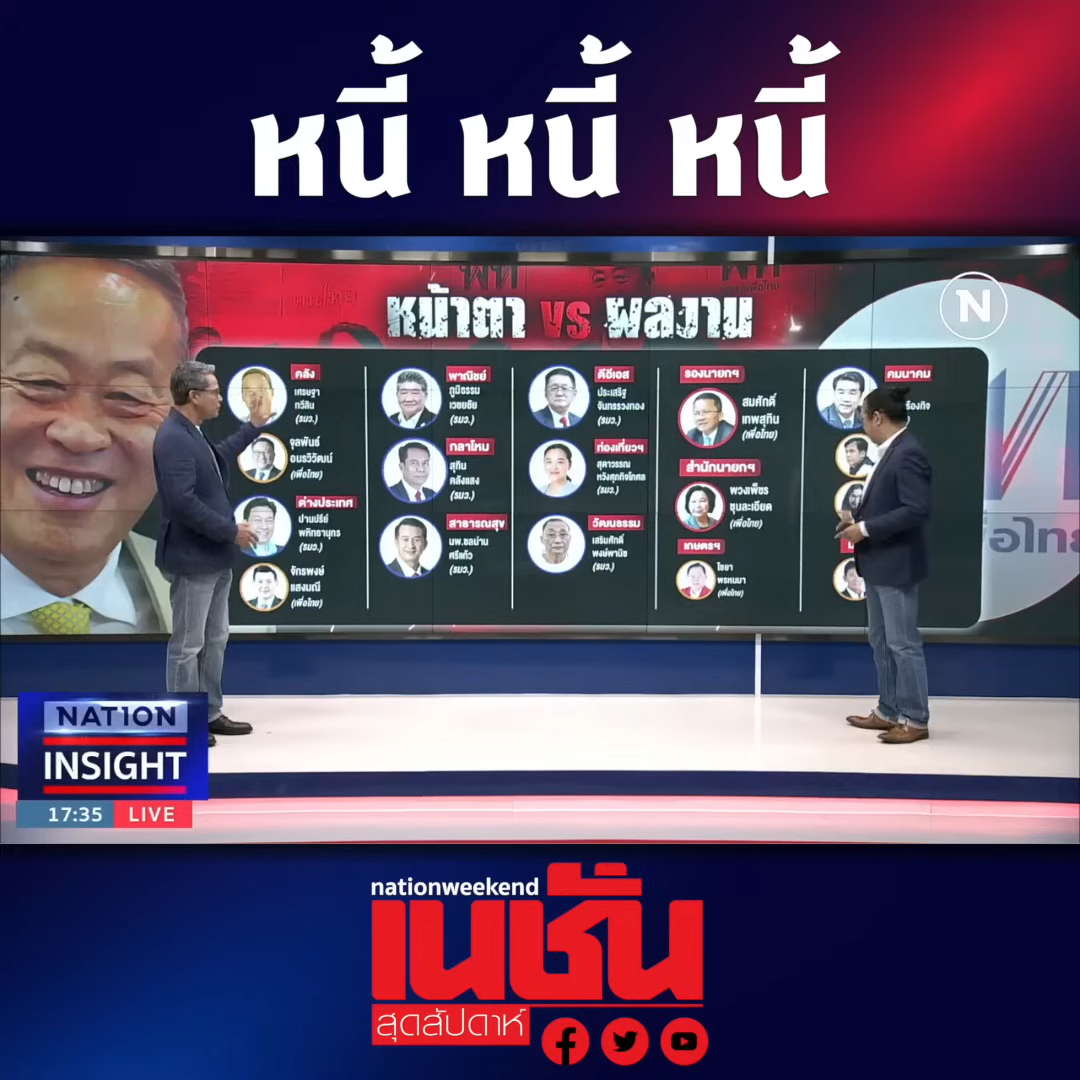 หนี้ หนี้ หนี้
หน้าตา vs ผลงาน
N
คลัง
เศรษฐา
ทวีสิน
(รมว.)
จุลพันธ์
อมรวิวัฒน์
(เพื่อไทย)
ต่างประเทศ
ปานปรีย์
พหิทธานุกร
(รมว.)
จักรพงษ์
แสงมณี
(เพื่อไทย)
พาณิชย์
ภูมิธรรม
เวชยชัย
(รมว.)
กลาโหม
สุทิน
คลังแสง
(รมว.)
สาธารณสุข
นพ.ชลน่าน
ศรีแก้ว
(รมว.)
ดีอีเอส
ประเสริฐ
จันทรรวงทอง
(รมว.)
ท่องเที่ยวฯ
สุดาวรรณ
หวังศุภกิจโกศล
(รมว.)
วัฒนธรรม
เสริมศักดิ์
พงษ์พานิช
(รมว.)
รองนายกฯ
สมศักดิ์
เทพสุทิน
(เพื่อไทย)
สำนักนายกฯ
พวงเพ็ชร
ชุนละเอียด
(เพื่อไทย)
เกษตรฯ
ไชยา
พรหมมา
(เพื่อไทย)
คมนาคม
NATION
INSIGHT
17:35 LIVE
nationweekend
เนชั่น
สุดสัปดาห์